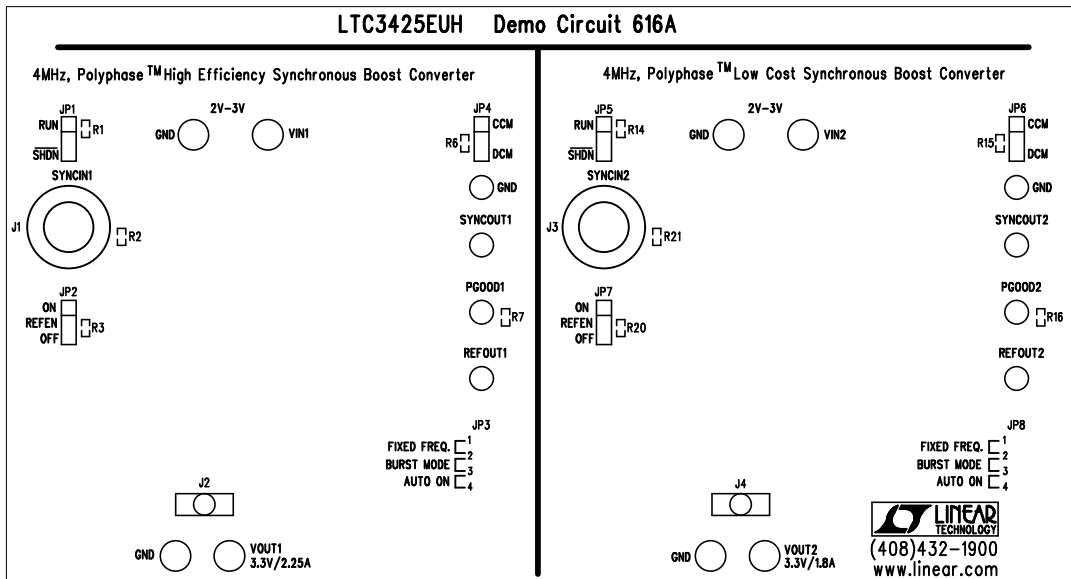 LTC3425EUH Demo Circuit 616A
4MHz, Polyphase™ High Efficiency Synchronous Boost Converter
JP1
RUN
R1
SHDN
2V-3V
GND
VIN1
JP4
CCM
R6
DCM
GND
SYNCIN1
J1
R2
SYNCOUT1
JP2
ON
REFEN
R3
OFF
PGOOD1
R7
REFOUT1
JP3
FIXED FREQ.
1
2
BURST MODE
3
AUTO ON
4
J2
GND
VOUT1
3.3V/2.25A
4MHz, Polyphase™ Low Cost Synchronous Boost Converter
JP5
RUN
R14
SHDN
2V-3V
GND
VIN2
JP6
CCM
R15
DCM
GND
SYNCIN2
J3
R21
SYNCOUT2
JP7
ON
REFEN
R20
OFF
PGOOD2
R16
REFOUT2
JP8
FIXED FREQ.
1
2
BURST MODE
3
AUTO ON
4
J4
GND
VOUT2
3.3V/1.8A
LINEAR
TECHNOLOGY
(408)432-1900
www.linear.com